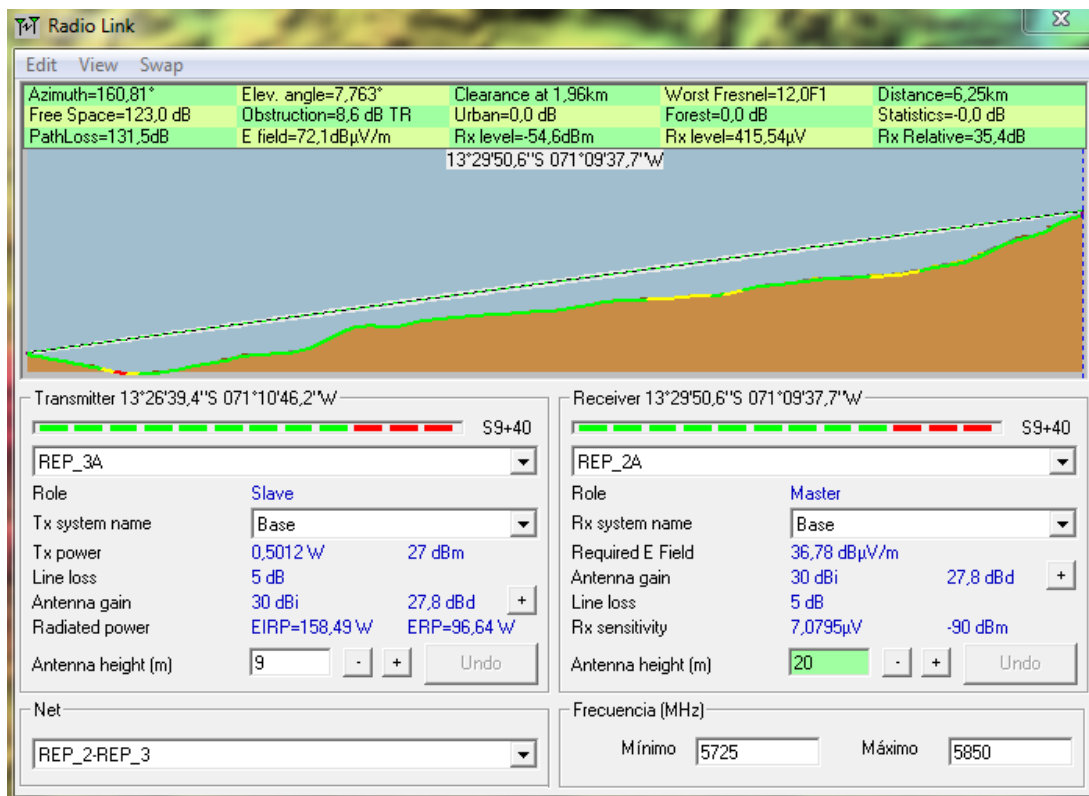 Radio Link
Edit View Swap
Azimuth=160,81° Elev. angle=7,763° Clearance at 1,96km Worst Fresnel=12,0F1 Distance=6,25km
Free Space=123,0 dB Obstruction=8,6 dB TR Urban=0,0 dB Forest=0,0 dB Statistics=-0,0 dB
PathLoss=131,5dB E field=72,1dBµV/m Rx level=-54,6dBm Rx level=415,54µV Rx Relative=35,4dB
13°29'50,6"S 071°09'37,7"W
Transmitter 13°26'39,4"S 071°10'46,2"W
S9+40
REP_3A
Role Slave
Tx system name Base
Tx power 0,5012 W 27 dBm
Line loss 5 dB
Antenna gain 30 dBi 27,8 dBd +
Radiated power EIRP=158,49 W ERP=96,64 W
Antenna height (m) 9 - + Undo
Net
REP_2-REP_3
Receiver 13°29'50,6"S 071°09'37,7"W
S9+40
REP_2A
Role Master
Rx system name Base
Required E Field 36,78 dBµV/m
Antenna gain 30 dBi 27,8 dBd +
Line loss 5 dB
Rx sensitivity 7,0795µV -90 dBm
Antenna height (m) 20 - + Undo
Frecuencia (MHz)
Mínimo 5725 Máximo 5850